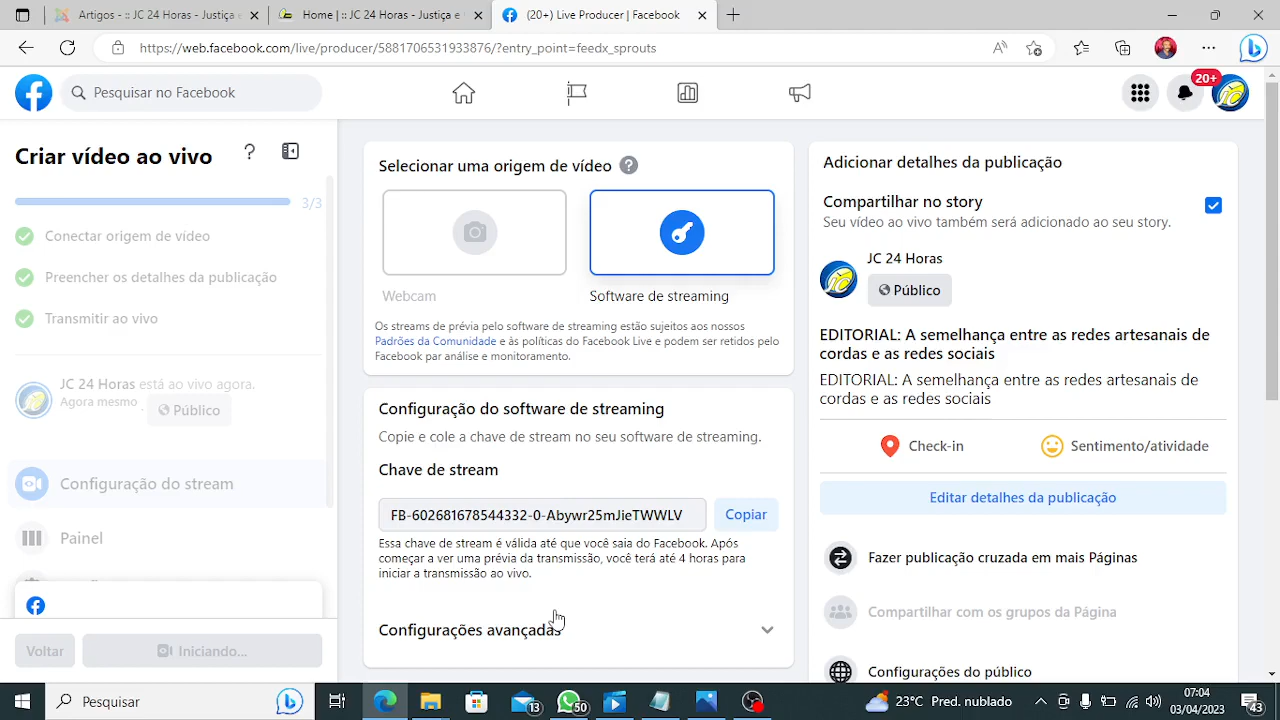 Artigos - :: JC 24 Horas - Justiça e
Home | :: JC 24 Horas - Justiça e C
(20+) Live Producer | Facebook
https://web.facebook.com/live/producer/5881706531933876/?entry_point=feedx_sprouts
Pesquisar no Facebook
20+
Criar vídeo ao vivo
3/3
Conectar origem de vídeo
Preencher os detalhes da publicação
Transmitir ao vivo
JC 24 Horas está ao vivo agora.
Agora mesmo · Público
Configuração do stream
Painel
Voltar
Iniciando...
Selecionar uma origem de vídeo
Webcam
Software de streaming
Os streams de prévia pelo software de streaming estão sujeitos aos nossos
Padrões da Comunidade e às políticas do Facebook Live e podem ser retidos pelo
Facebook par análise e monitoramento.
Configuração do software de streaming
Copie e cole a chave de stream no seu software de streaming.
Chave de stream
FB-602681678544332-0-Abywr25mJieTWWLV
Copiar
Essa chave de stream é válida até que você saia do Facebook. Após
começar a ver uma prévia da transmissão, você terá até 4 horas para
iniciar a transmissão ao vivo.
Configurações avançadas
Adicionar detalhes da publicação
Compartilhar no story
Seu vídeo ao vivo também será adicionado ao seu story.
JC 24 Horas
Público
EDITORIAL: A semelhança entre as redes artesanais de
cordas e as redes sociais
EDITORIAL: A semelhança entre as redes artesanais de
cordas e as redes sociais
Check-in
Sentimento/atividade
Editar detalhes da publicação
Fazer publicação cruzada em mais Páginas
Compartilhar com os grupos da Página
Configurações do público
Pesquisar
13
50
23°C Pred. nublado
07:04
03/04/2023
43